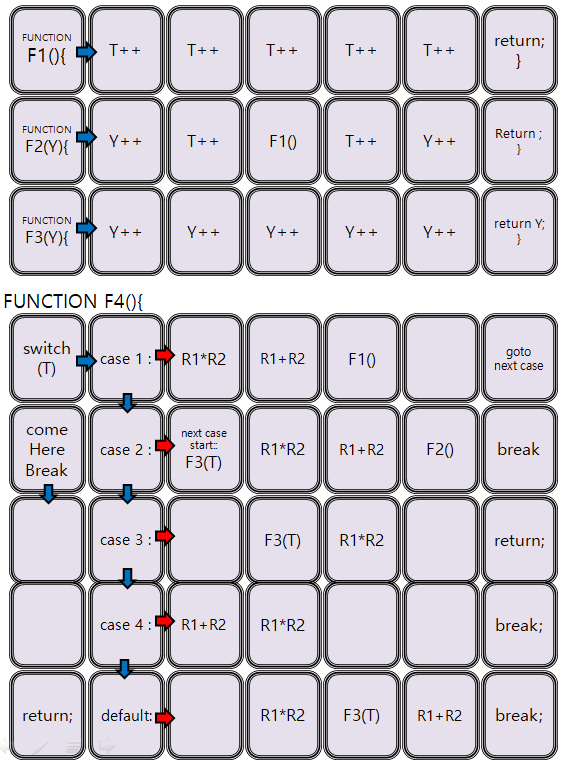 FUNCTION
F1(){
T++
T++
T++
T++
T++
return;
}
FUNCTION
F2(Y){
Y++
T++
F1()
T++
Y++
Return ;
}
FUNCTION
F3(Y){
Y++
Y++
Y++
Y++
Y++
return Y;
}
FUNCTION F4(){
switch
(T)
case 1 :
R1*R2
R1+R2
F1()
goto
next case
come
Here
Break
case 2 :
next case
start::
F3(T)
R1*R2
R1+R2
F2()
break
case 3 :
F3(T)
R1*R2
return;
case 4 :
R1+R2
R1*R2
break;
return;
default:
R1*R2
F3(T)
R1+R2
break;